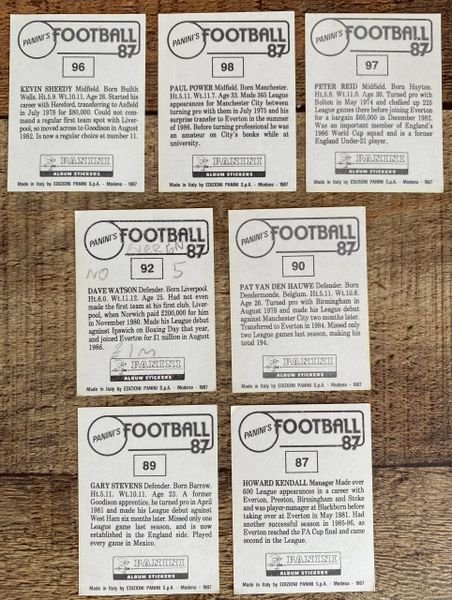 PANINI'S FOOTBALL 87
96
KEVIN SHEEDY Midfield. Born Builth
Wells. Ht.5.9. Wt.10.11. Age 26. Started his
career with Hereford, transferring to Anfield
in July 1978 for £80,000. Could not com-
mand a regular first team spot with Liver-
pool, so moved across to Goodison in August
1982. Is now a regular choice at number 11.
PANINI
ALBUM STICKERS
Made in Italy by EDIZIONI PANINI S.p.A. - Modena - 1987
PANINI'S FOOTBALL 87
98
PAUL POWER Midfield. Born Manchester.
Ht.5.11. Wt.11.7. Age 33. Made 365 League
appearances for Manchester City between
turning pro with them in July 1975 and his
surprise transfer to Everton in the summer
of 1986. Before turning professional he was
an amateur on City's books while at
university.
PANINI
ALBUM STICKERS
Made in Italy by EDIZIONI PANINI S.p.A. - Modena - 1987
PANINI'S FOOTBALL 87
97
PETER REID Midfield. Born Huyton.
Ht.5.8. Wt.11.0. Age 30. Turned pro with
Bolton in May 1974 and chalked up 225
League games there before joining Everton
for a bargain £60,000 in December 1982.
Was an important member of England's
1986 World Cup squad and is a former
England Under-21 player.
PANINI
ALBUM STICKERS
Made in Italy by EDIZIONI PANINI S.p.A. - Modena - 1987
PANINI'S FOOTBALL 87
NO 92 5
DAVE WATSON Defender. Born Liverpool.
Ht.6.0. Wt.11.12. Age 25. Had not even
made the first team at his first club, Liver-
pool, when Norwich paid £200,000 for him
in November 1980. Made his League debut
against Ipswich on Boxing Day that year,
and joined Everton for £1 million in August
1986.
£1M
PANINI
ALBUM STICKERS
Made in Italy by EDIZIONI PANINI S.p.A. - Modena - 1987
PANINI'S FOOTBALL 87
90
PAT VAN DEN HAUWE Defender. Born
Dendermonde, Belgium. Ht.5.11. Wt.10.8.
Age 26. Turned pro with Birmingham in
August 1978 and made his League debut
against Manchester City two months later.
Transferred to Everton in 1984. Missed only
two League games last season, making his
total 194.
PANINI
ALBUM STICKERS
Made in Italy by EDIZIONI PANINI S.p.A. - Modena - 1987
PANINI'S FOOTBALL 87
89
GARY STEVENS Defender. Born Barrow.
Ht.5.11. Wt.10.11. Age 23. A former
Goodison apprentice, he turned pro in April
1981 and made his League debut against
West Ham six months later. Missed only one
League game last season, and is now
established in the England side. Played
every game in Mexico.
PANINI
ALBUM STICKERS
Made in Italy by EDIZIONI PANINI S.p.A. - Modena - 1987
PANINI'S FOOTBALL 87
87
HOWARD KENDALL Manager Made over
600 League appearances in a career with
Everton, Preston, Birmingham and Stoke
and was player-manager at Blackburn before
taking over at Everton in May 1981. Had
another successful season in 1985-86, as
Everton reached the FA Cup final and came
second in the League.
PANINI
ALBUM STICKERS
Made in Italy by EDIZIONI PANINI S.p.A. - Modena - 1987